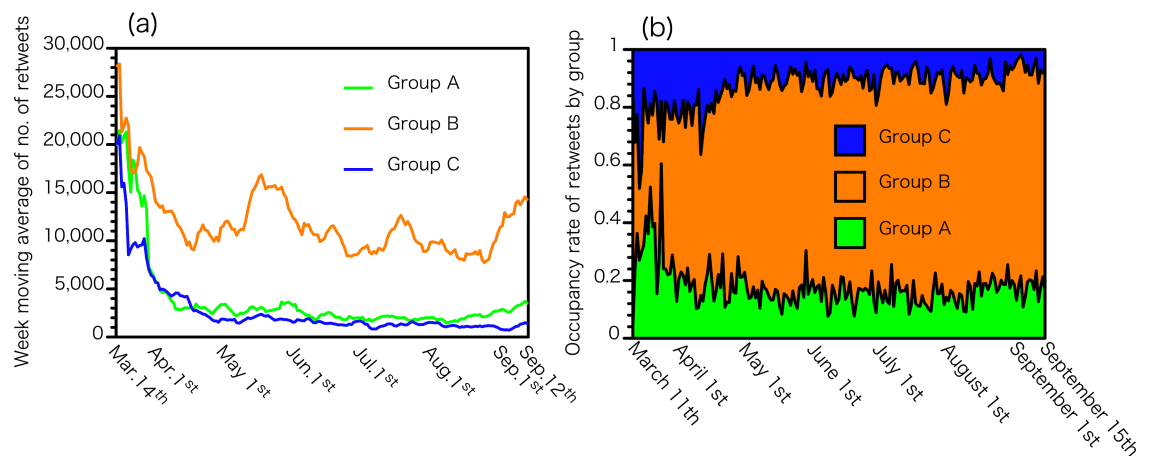 (a)
Week moving average of no. of retweets
30,000
25,000
20,000
15,000
10,000
5,000
0
Group A
Group B
Group C
Mar.14th
Apr.1st
May 1st
Jun.1st
Jul.1st
Aug.1st
Sep.1st
Sep.12th
(b)
Occupancy rate of retweets by group
1
0.8
0.6
0.4
0.2
0
Group C
Group B
Group A
March 11th
April 1st
May 1st
June 1st
July 1st
August 1st
September 1st
September 15th